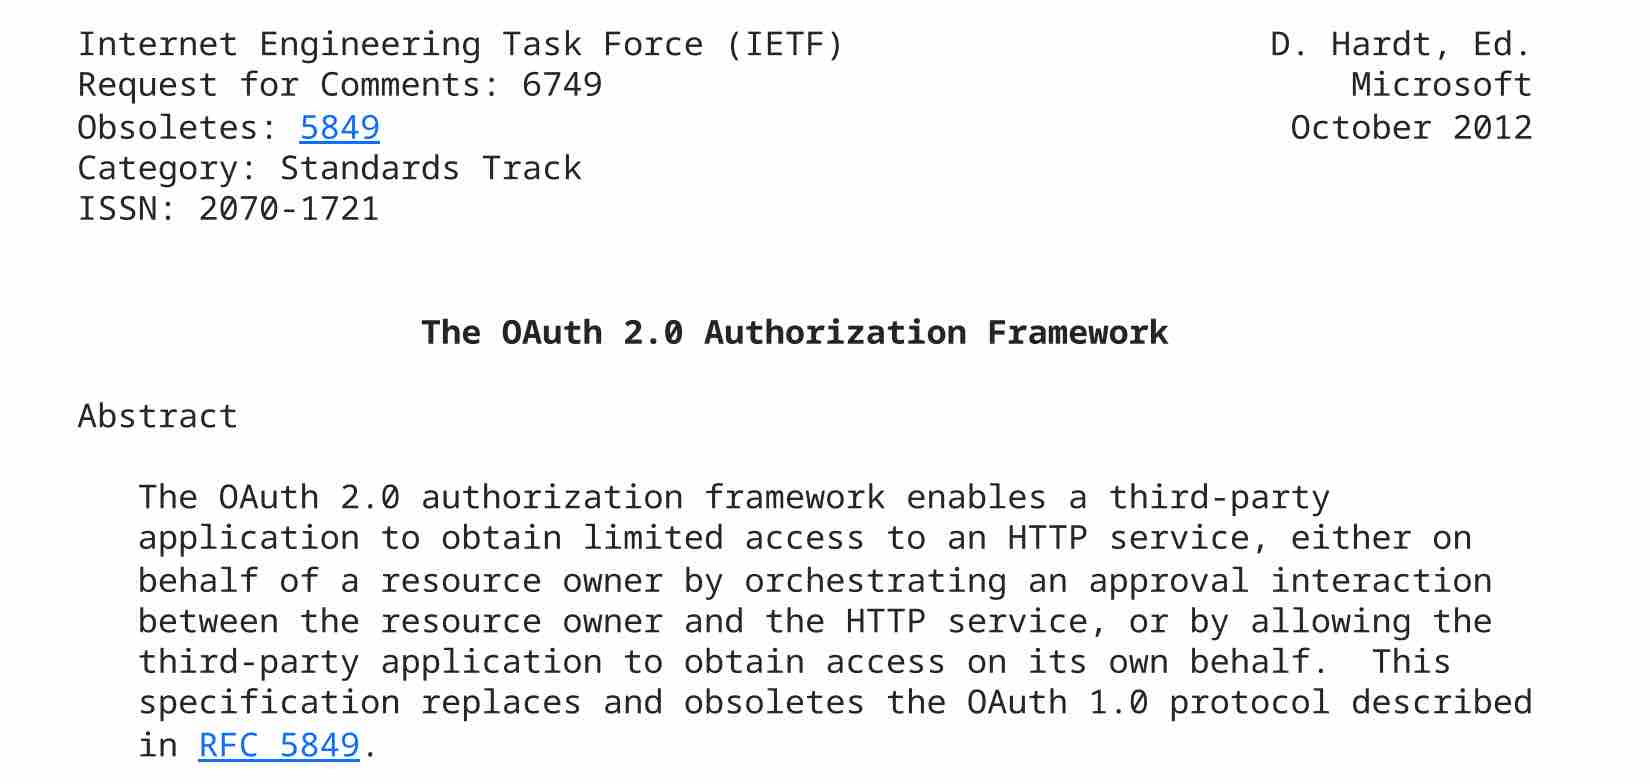 Internet Engineering Task Force (IETF)                     D. Hardt, Ed.
Request for Comments: 6749                                     Microsoft
Obsoletes: 5849                                             October 2012
Category: Standards Track
ISSN: 2070-1721
The OAuth 2.0 Authorization Framework
Abstract
The OAuth 2.0 authorization framework enables a third-party
application to obtain limited access to an HTTP service, either on
behalf of a resource owner by orchestrating an approval interaction
between the resource owner and the HTTP service, or by allowing the
third-party application to obtain access on its own behalf.  This
specification replaces and obsoletes the OAuth 1.0 protocol described
in RFC 5849.